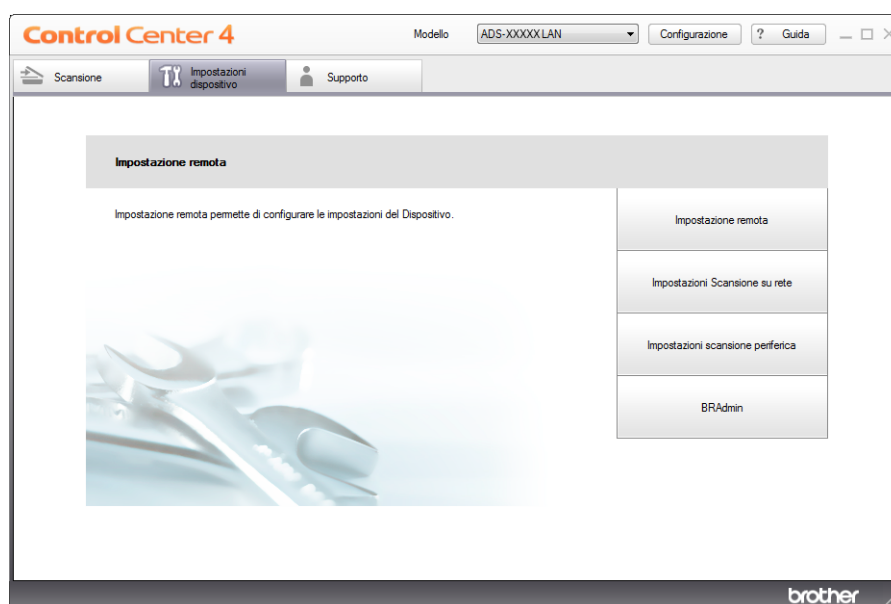 Control Center 4
Modello
ADS-XXXXX LAN
Configurazione
? Guida
Scansione
Impostazioni
dispositivo
Supporto
Impostazione remota
Impostazione remota permette di configurare le impostazioni del Dispositivo.
Impostazione remota
Impostazioni Scansione su rete
Impostazioni scansione periferica
BRAdmin
brother